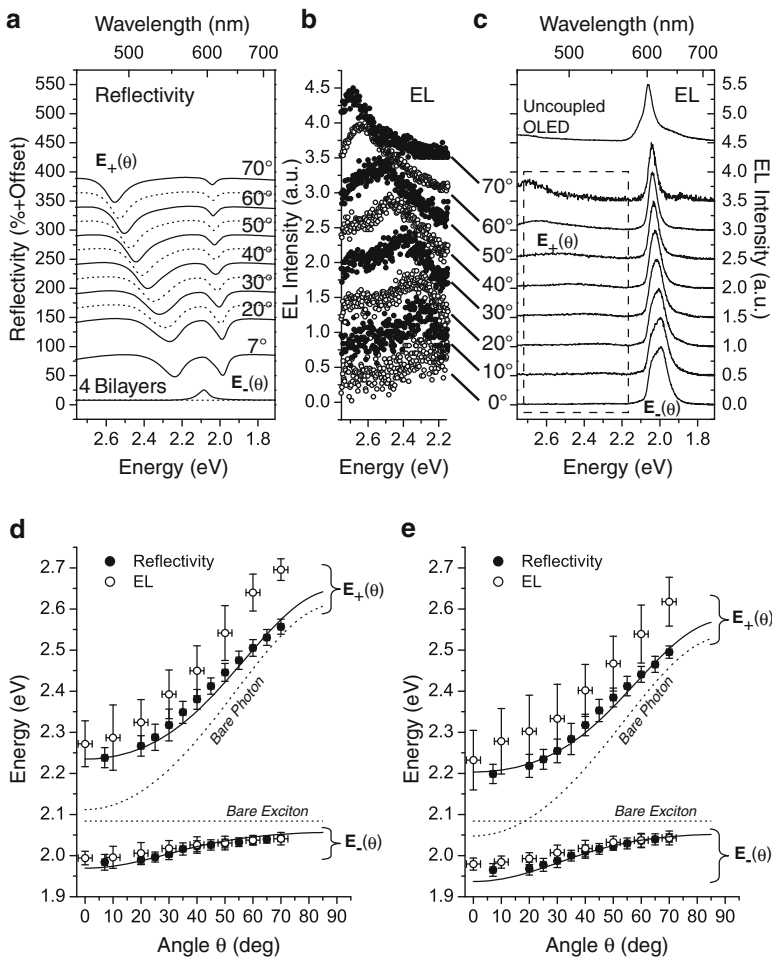 a
Wavelength (nm)
500 600 700
Reflectivity
550
500
450
400
350
300
250
200
150
100
50
0
Reflectivity (%+Offset)
E+(θ)
70°
60°
50°
40°
30°
20°
7°
4 Bilayers
E-(θ)
2.6 2.4 2.2 2.0 1.8
Energy (eV)
b
EL
4.5
4.0
3.5
3.0
2.5
2.0
1.5
1.0
0.5
0.0
EL Intensity (a.u.)
2.6 2.4 2.2
Energy (eV)
70°
60°
50°
40°
30°
20°
10°
0°
c
Wavelength (nm)
500 600 700
Uncoupled
OLED
EL
5.5
5.0
4.5
4.0
3.5
3.0
2.5
2.0
1.5
1.0
0.5
0.0
EL Intensity (a.u.)
E+(θ)
E-(θ)
2.6 2.4 2.2 2.0 1.8
Energy (eV)
d
Reflectivity
EL
2.7
2.6
2.5
2.4
2.3
2.2
2.1
2.0
1.9
Energy (eV)
E+(θ)
Bare Photon
Bare Exciton
E-(θ)
0 10 20 30 40 50 60 70 80 90
Angle θ (deg)
e
Reflectivity
EL
2.7
2.6
2.5
2.4
2.3
2.2
2.1
2.0
1.9
Energy (eV)
E+(θ)
Bare Photon
Bare Exciton
E-(θ)
0 10 20 30 40 50 60 70 80 90
Angle θ (deg)